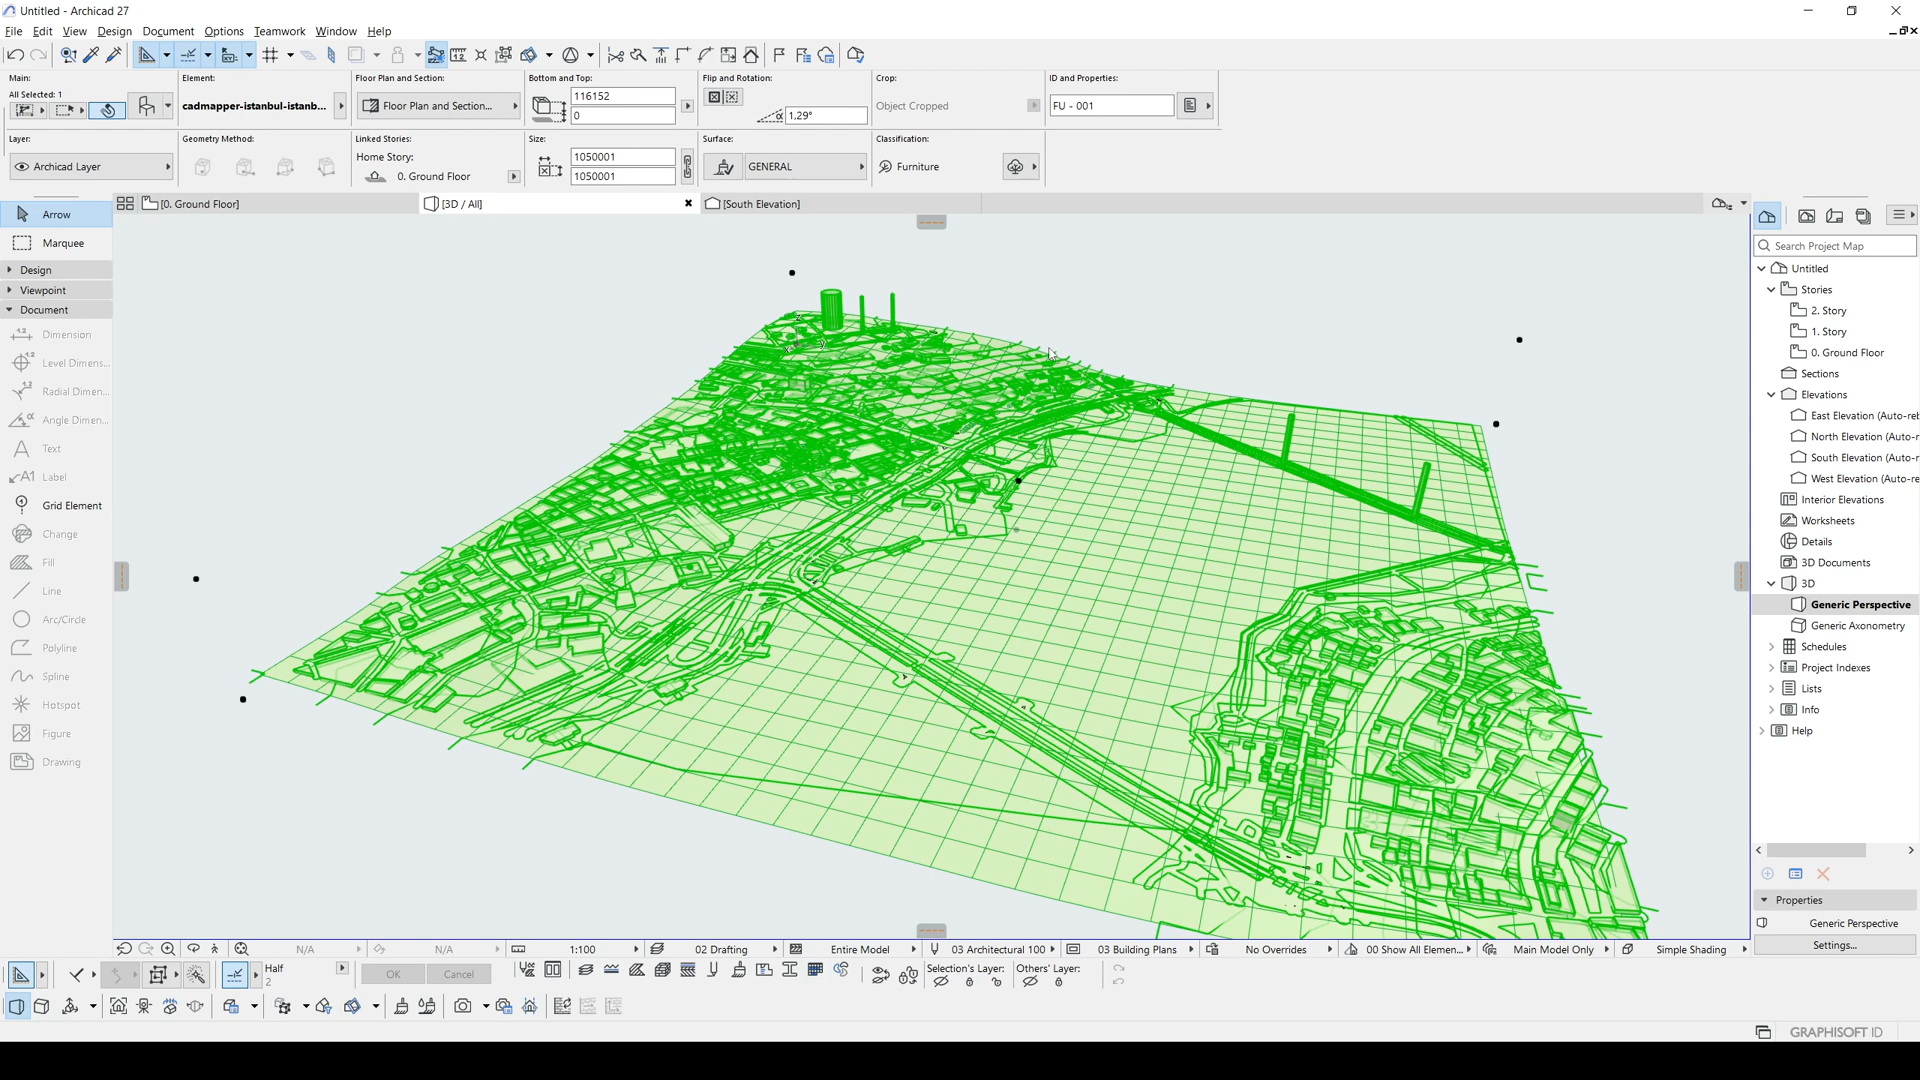 Untitled - Archicad 27
File Edit View Design Document Options Teamwork Window Help
Main: Element: Floor Plan and Section: Bottom and Top: Flip and Rotation: Crop: ID and Properties:
All Selected: 1
cadmapper-istanbul-istanb... Floor Plan and Section... 116152 0 1.29° Object Cropped FU - 001
Layer: Geometry Method: Linked Stories: Size: Surface: Classification:
Archicad Layer Home Story: 0. Ground Floor 1050001 1050001 GENERAL Furniture
[0. Ground Floor] [3D / All] [South Elevation]
Arrow
Marquee
Design
Viewpoint
Document
Dimension
Level Dimens...
Radial Dimen...
Angle Dimen...
Text
Label
Grid Element
Change
Fill
Line
Arc/Circle
Polyline
Spline
Hotspot
Figure
Drawing
Search Project Map
Untitled
Stories
2. Story
1. Story
0. Ground Floor
Sections
Elevations
East Elevation (Auto-reb
North Elevation (Auto-r
South Elevation (Auto-r
West Elevation (Auto-re
Interior Elevations
Worksheets
Details
3D Documents
3D
Generic Perspective
Generic Axonometry
Schedules
Project Indexes
Lists
Info
Help
Properties
Generic Perspective
Settings...
N/A N/A 1:100 02 Drafting Entire Model 03 Architectural 100 03 Building Plans No Overrides 00 Show All Elemen... Main Model Only Simple Shading
Half
2
OK Cancel
Selection's Layer: Others' Layer:
GRAPHISOFT ID